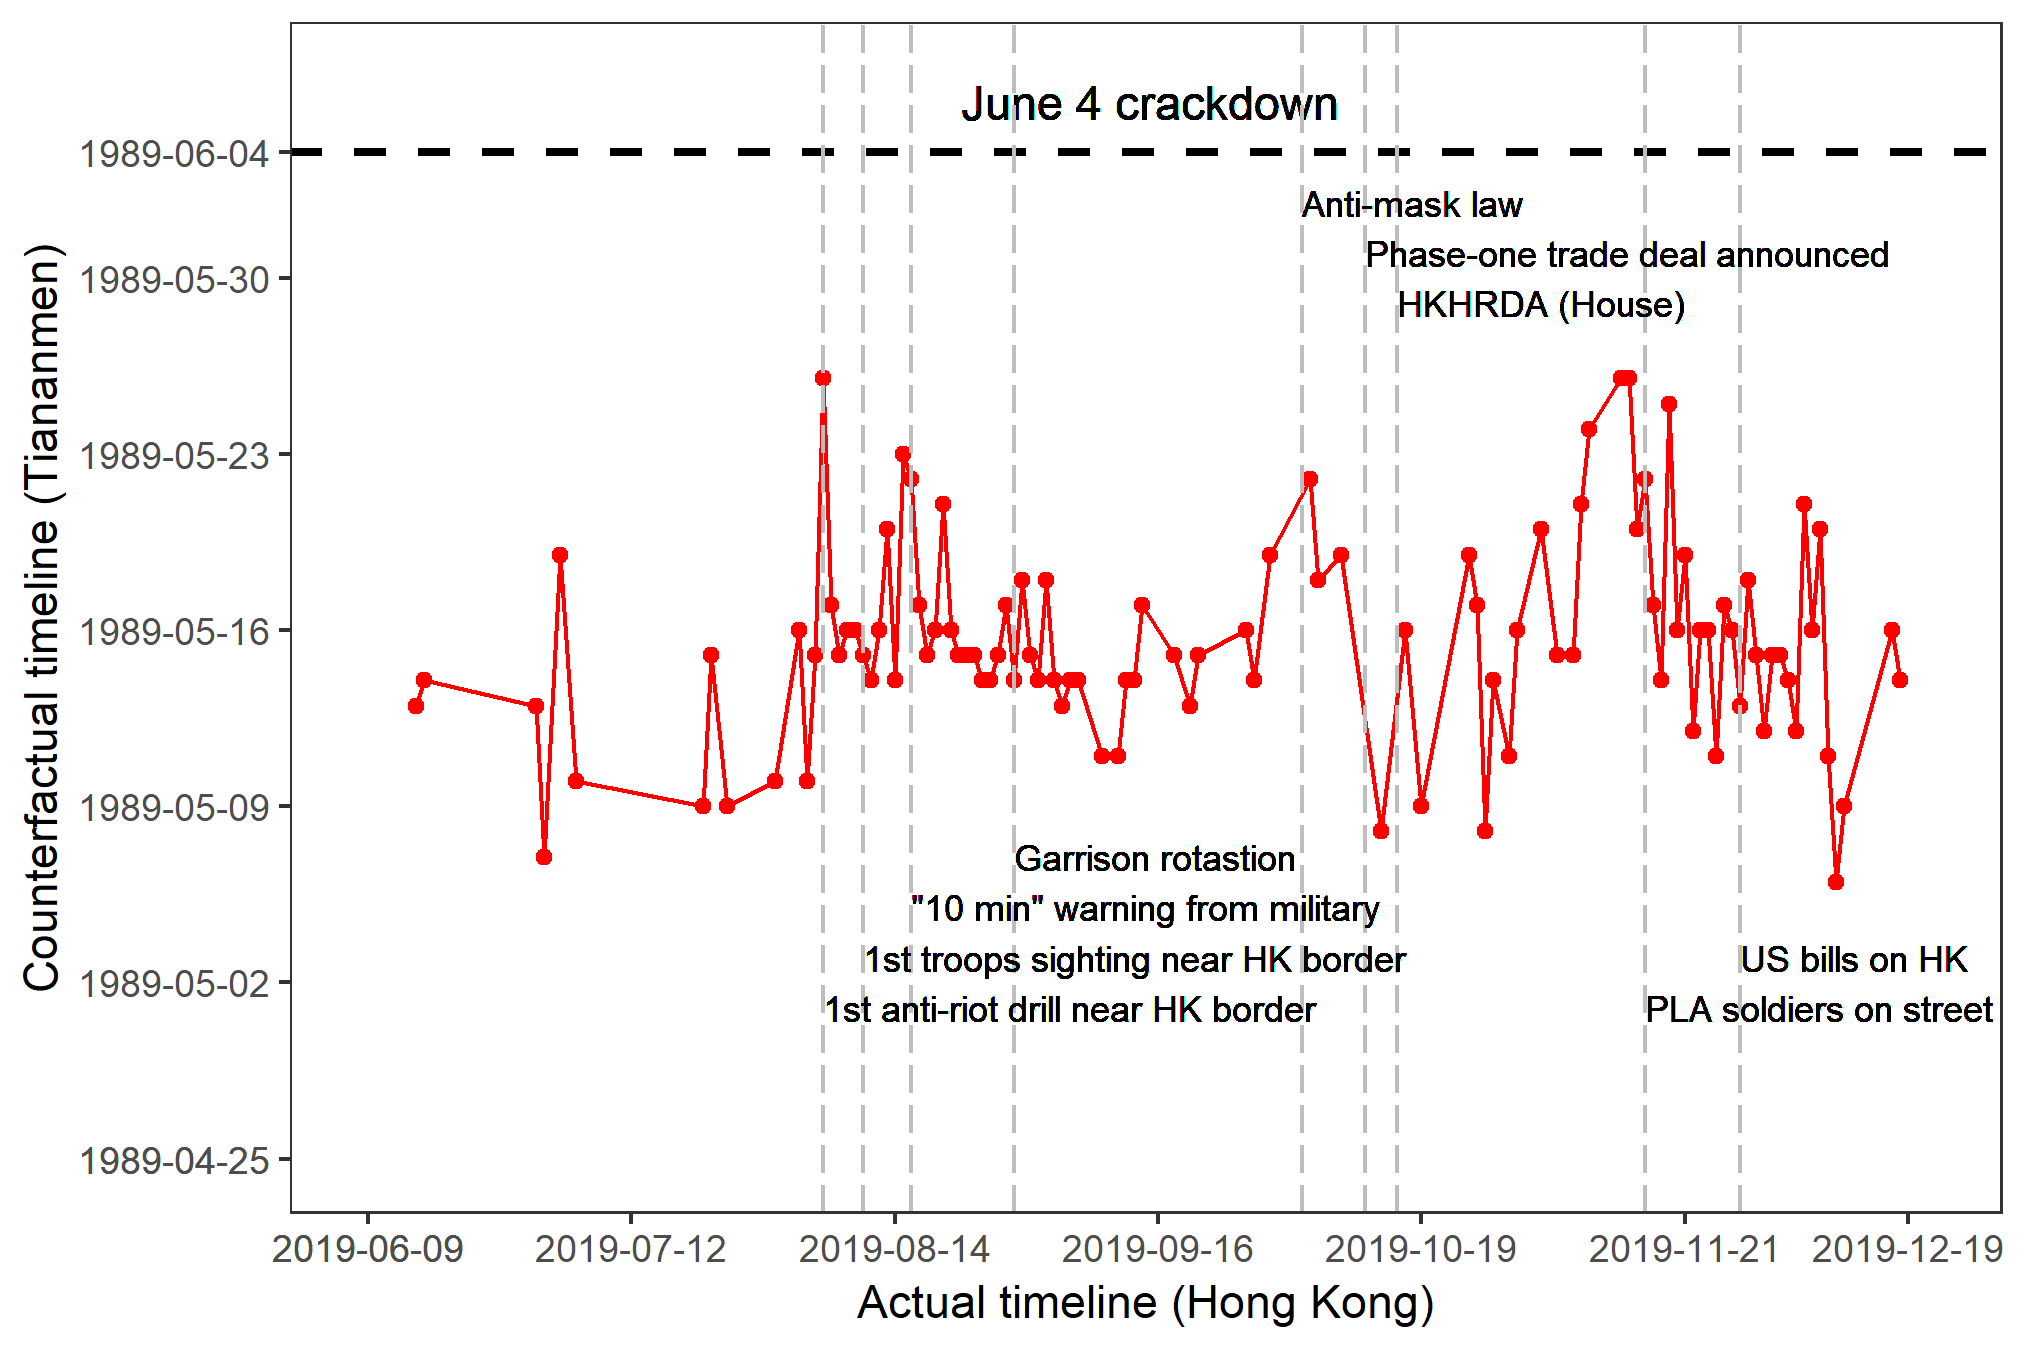 June 4 crackdown
1989-06-04
Anti-mask law
Phase-one trade deal announced
1989-05-30
HKHRDA (House)
1989-05-23
1989-05-16
1989-05-09
Garrison rotastion
"10 min" warning from military
1st troops sighting near HK border
US bills on HK
1989-05-02
1st anti-riot drill near HK border
PLA soldiers on street
1989-04-25
Counterfactual timeline (Tiananmen)
2019-06-09
2019-07-12
2019-08-14
2019-09-16
2019-10-19
2019-11-21
2019-12-19
Actual timeline (Hong Kong)